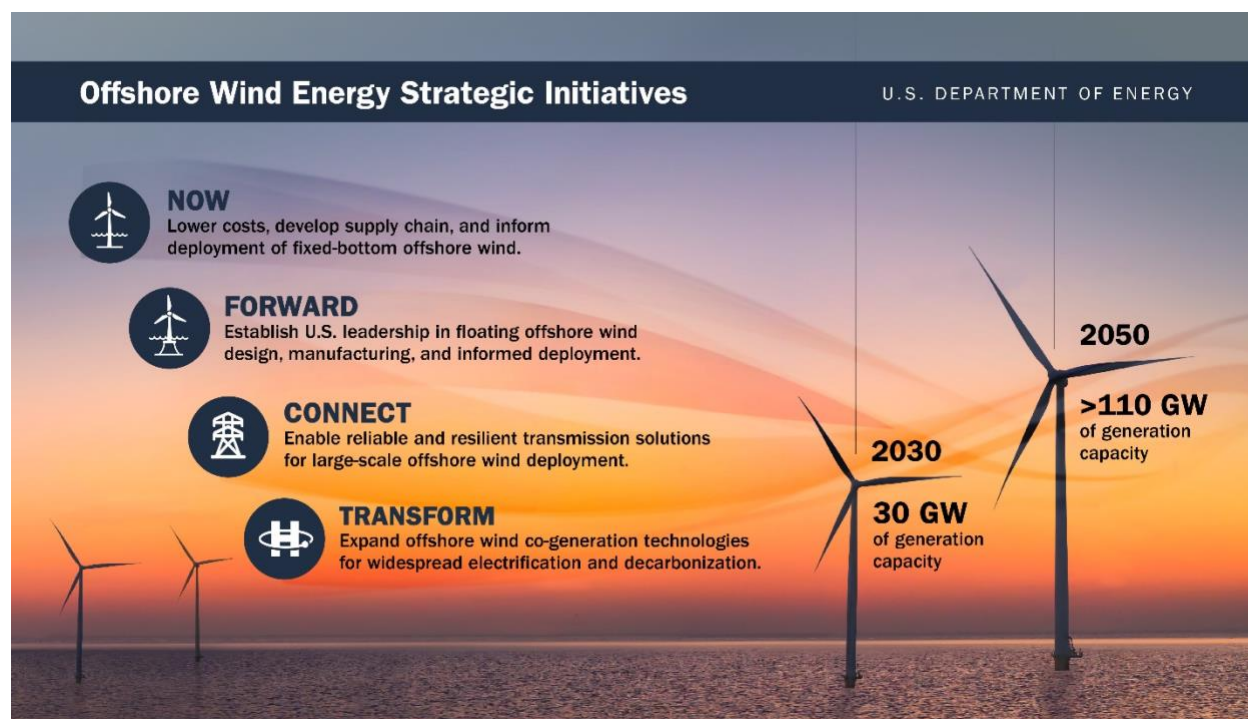 Offshore Wind Energy Strategic Initiatives
U.S. DEPARTMENT OF ENERGY
NOW
Lower costs, develop supply chain, and inform
deployment of fixed-bottom offshore wind.
FORWARD
Establish U.S. leadership in floating offshore wind
design, manufacturing, and informed deployment.
CONNECT
Enable reliable and resilient transmission solutions
for large-scale offshore wind deployment.
TRANSFORM
Expand offshore wind co-generation technologies
for widespread electrification and decarbonization.
2030
30 GW
of generation
capacity
2050
>110 GW
of generation
capacity